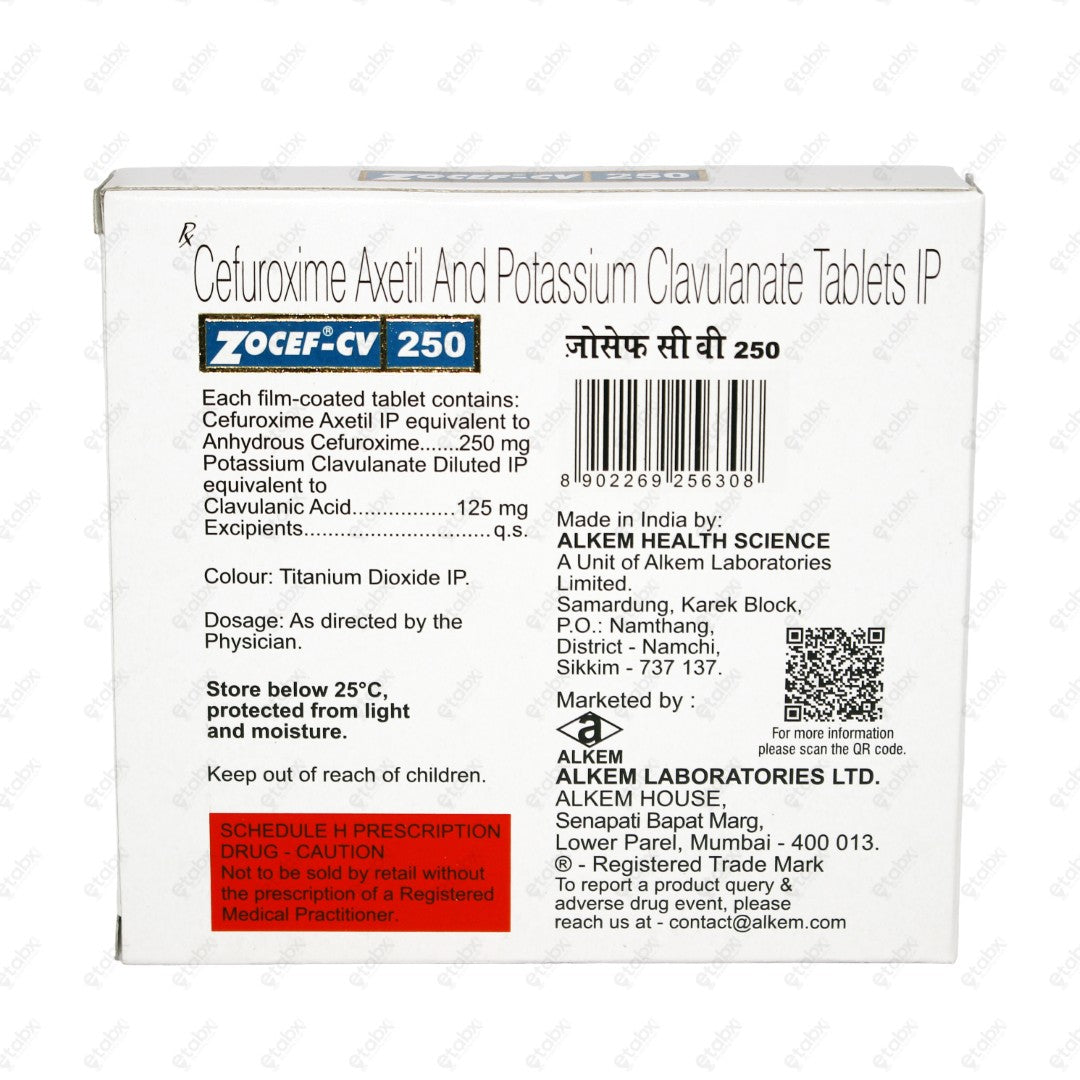 ZOCEF-CV 250
Rx Cefuroxime Axetil And Potassium Clavulanate Tablets IP
ZOCEF®-CV 250
Each film-coated tablet contains:
Cefuroxime Axetil IP equivalent to
Anhydrous Cefuroxime.......250 mg
Potassium Clavulanate Diluted IP
equivalent to
Clavulanic Acid.................125 mg
Excipients...............................q.s.
Colour: Titanium Dioxide IP.
Dosage: As directed by the
Physician.
Store below 25°C,
protected from light
and moisture.
Keep out of reach of children.
SCHEDULE H PRESCRIPTION
DRUG - CAUTION
Not to be sold by retail without
the prescription of a Registered
Medical Practitioner.
ज़ोसेफ सी वी 250
8 902269 256308
Made in India by:
ALKEM HEALTH SCIENCE
A Unit of Alkem Laboratories
Limited.
Samardung, Karek Block,
P.O.: Namthang,
District - Namchi,
Sikkim - 737 137.
For more information
please scan the QR code.
Marketed by :
a
ALKEM
ALKEM LABORATORIES LTD.
ALKEM HOUSE,
Senapati Bapat Marg,
Lower Parel, Mumbai - 400 013.
® - Registered Trade Mark
To report a product query &
adverse drug event, please
reach us at - contact@alkem.com
etabx